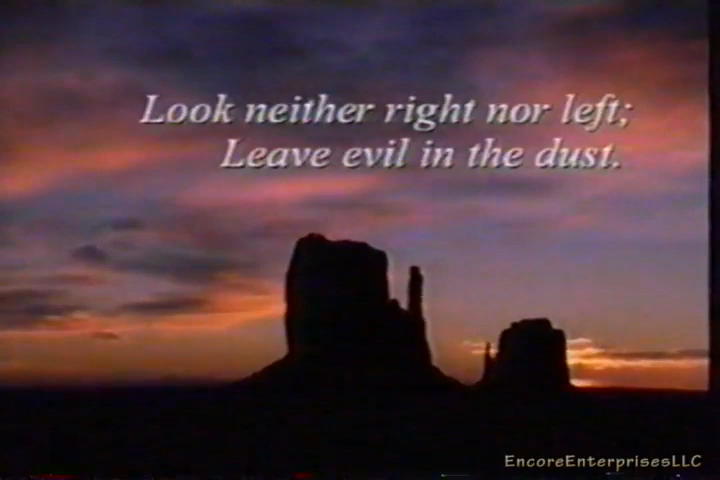 Look neither right nor left;
Leave evil in the dust.
EncoreEnterprisesLLC